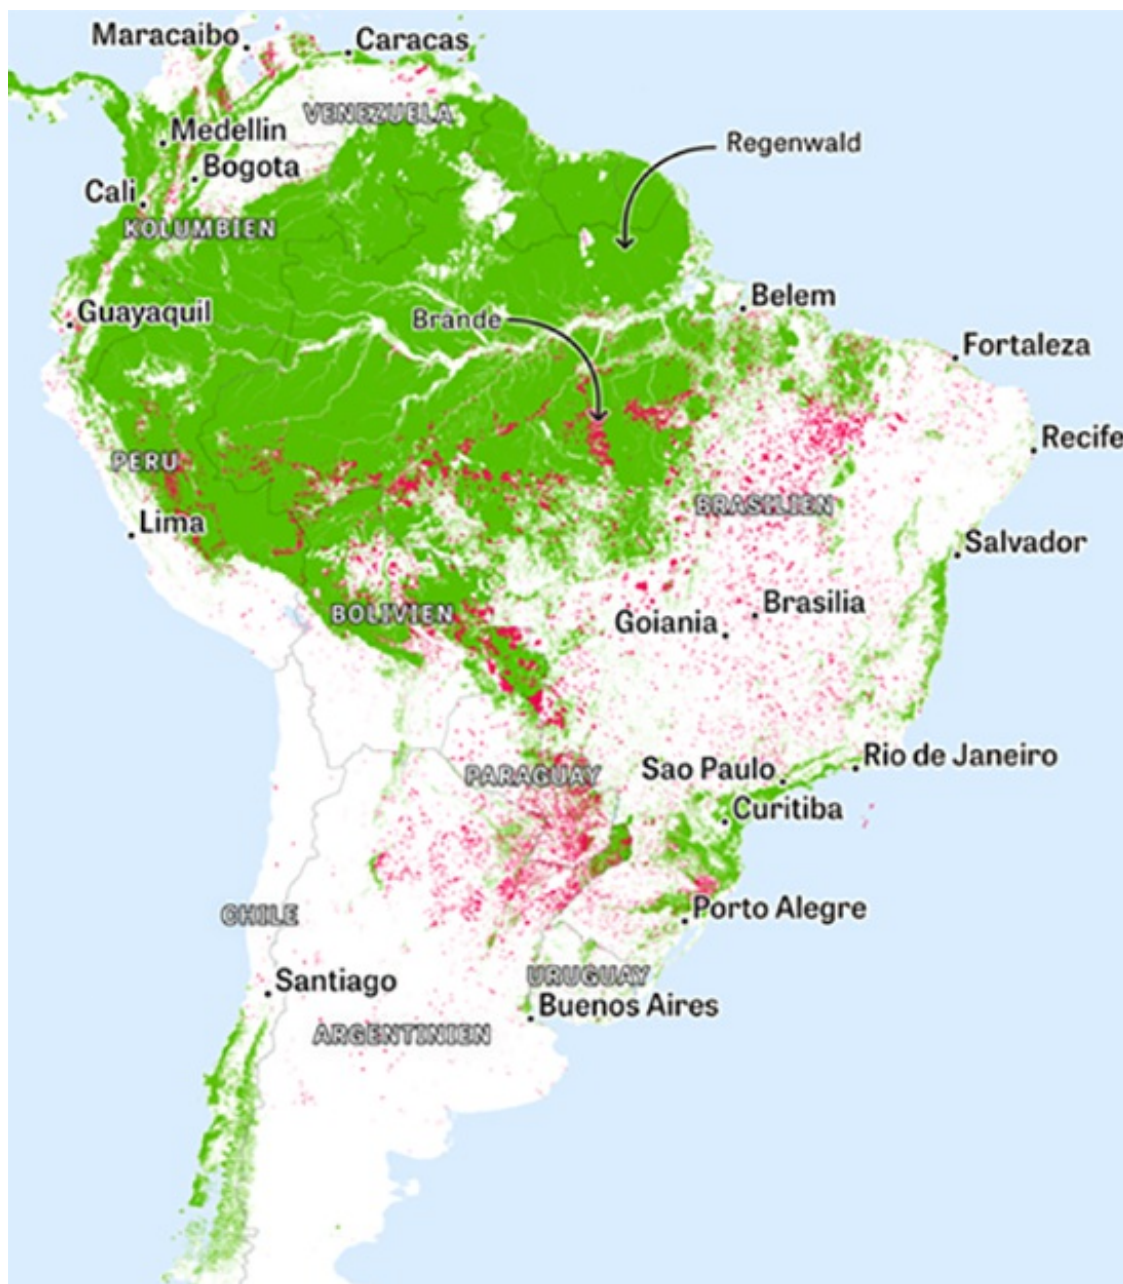 Maracaibo
Caracas
VENEZUELA
Medellin
Regenwald
Bogota
Cali
KOLUMBIEN
Belem
Guayaquil
Brände
Fortaleza
Recife
PERU
BRASILIEN
Lima
Salvador
Brasilia
BOLIVIEN
Goiania
Rio de Janeiro
Sao Paulo
PARAGUAY
Curitiba
Porto Alegre
CHILE
URUGUAY
Santiago
Buenos Aires
ARGENTINIEN